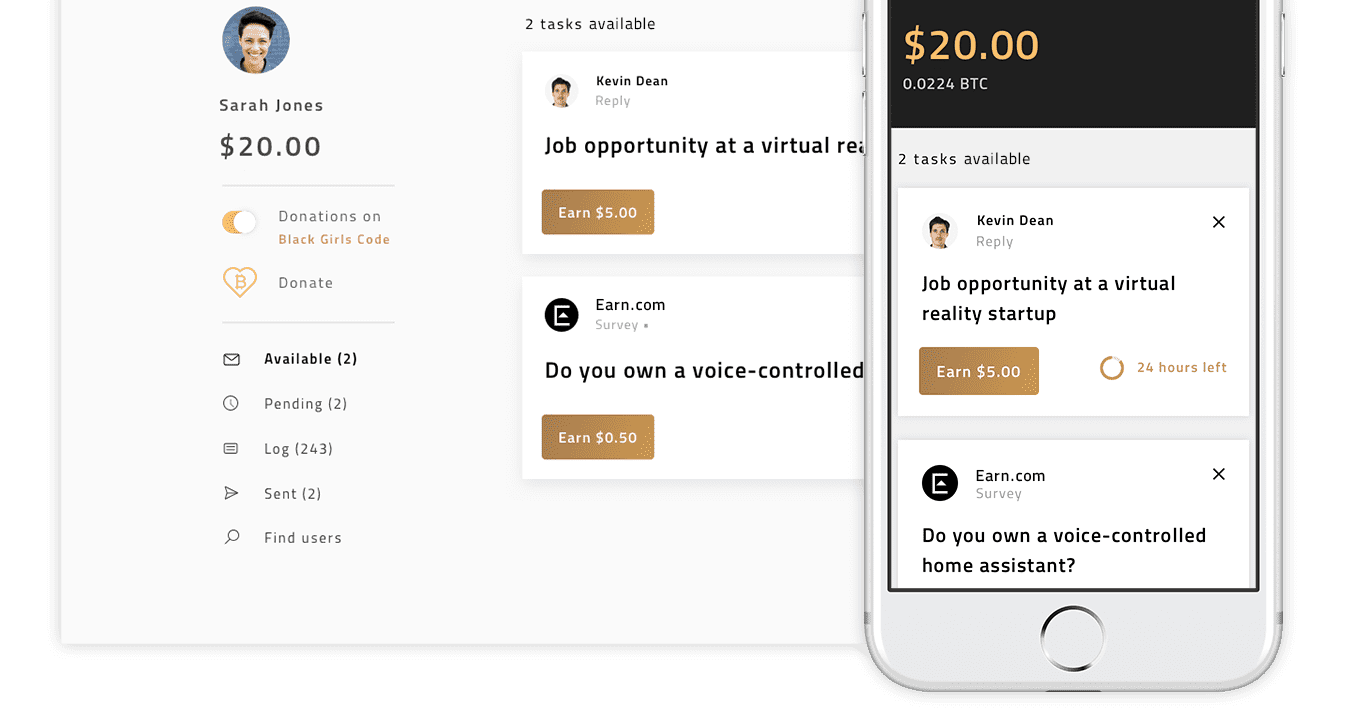 Sarah Jones
$20.00
Donations on
Black Girls Code
Donate
Available (2)
Pending (2)
Log (243)
Sent (2)
Find users
2 tasks available
Kevin Dean
Reply
Job opportunity at a virtual
Earn $5.00
Earn.com
Survey •
Do you own a voice-controlled
Earn $0.50
$20.00
0.0224 BTC
2 tasks available
Kevin Dean
Reply
Job opportunity at a virtual
reality startup
Earn $5.00
24 hours left
Earn.com
Survey
Do you own a voice-controlled
home assistant?